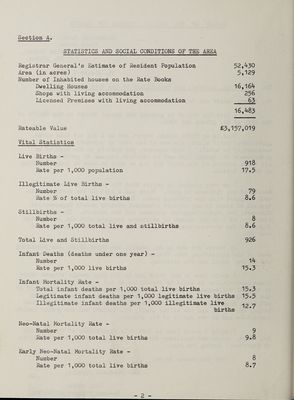 Section A.
STATISTICS AND SOCIAL CONDITIONS OF THE AREA
Registrar General's Estimate of Resident Population 52,430
Area (in acres) 5,129
Number of Inhabited houses on the Rate Books
Dwelling Houses 16,164
Shops with living accommodation 256
Licensed Premises with living accommodation 63
16,483
Rateable Value £3,157,019
Vital Statistics
Live Births -
Number 918
Rate per 1,000 population 17.5
Illegitimate Live Births -
Number 79
Rate % of total live births 8.6
Stillbirths -
Number 8
Rate per 1,000 total live and stillbirths 8.6
Total Live and Stillbirths 926
Infant Deaths (deaths under one year) -
Number 14
Rate per 1,000 live births 15.3
Infant Mortality Rate -
Total infant deaths per 1,000 total live births 15.3
Legitimate infant deaths per 1,000 legitimate live births 15.5
Illegitimate infant deaths per 1,000 illegitimate live 12.7
births
Neo-Natal Mortality Rate -
Number 9
Rate per 1,000 total live births 9.8
Early Neo-Natal Mortality Rate -
Number 8
Rate per 1,000 total live births 8.7
- 2 -